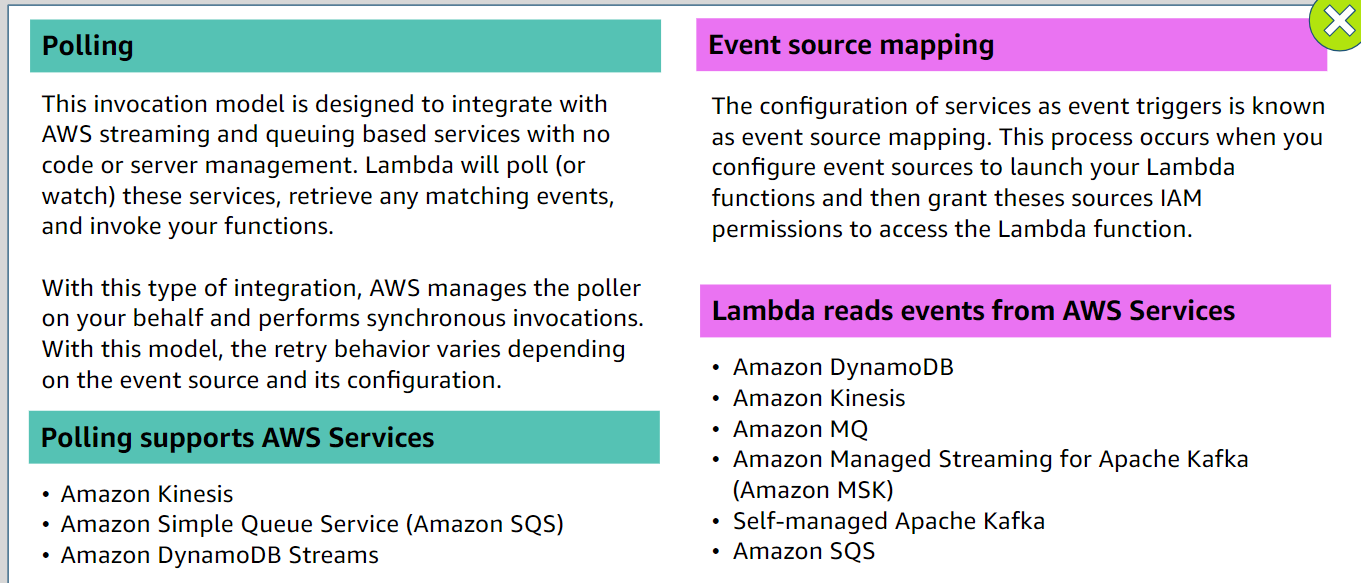 Polling
This invocation model is designed to integrate with
AWS streaming and queuing based services with no
code or server management. Lambda will poll (or
watch) these services, retrieve any matching events,
and invoke your functions.
With this type of integration, AWS manages the poller
on your behalf and performs synchronous invocations.
With this model, the retry behavior varies depending
on the event source and its configuration.
Polling supports AWS Services
• Amazon Kinesis
• Amazon Simple Queue Service (Amazon SQS)
• Amazon DynamoDB Streams
Event source mapping
The configuration of services as event triggers is known
as event source mapping. This process occurs when you
configure event sources to launch your Lambda
functions and then grant theses sources IAM
permissions to access the Lambda function.
Lambda reads events from AWS Services
• Amazon DynamoDB
• Amazon Kinesis
• Amazon MQ
• Amazon Managed Streaming for Apache Kafka
(Amazon MSK)
• Self-managed Apache Kafka
• Amazon SQS